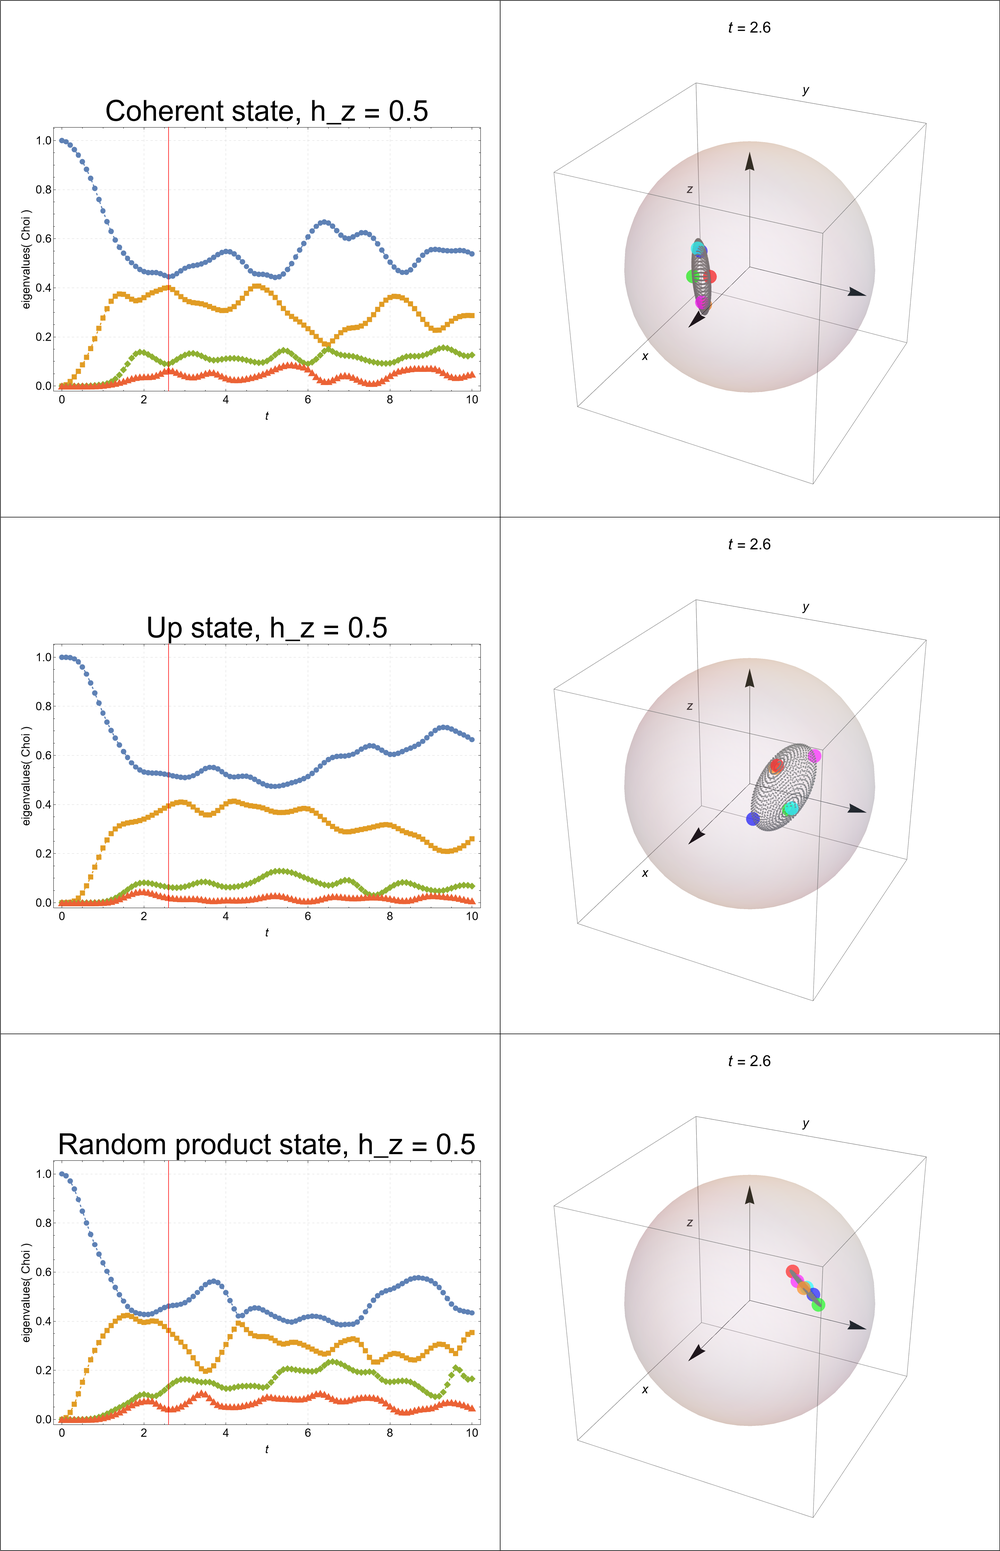 Coherent state, h_z = 0.5
eigenvalues( Choi )
1.0
0.8
0.6
0.4
0.2
0.0
0 2 4 6 8 10
t
t = 2.6
y
z
x
Up state, h_z = 0.5
eigenvalues( Choi )
1.0
0.8
0.6
0.4
0.2
0.0
0 2 4 6 8 10
t
t = 2.6
y
z
x
Random product state, h_z = 0.5
eigenvalues( Choi )
1.0
0.8
0.6
0.4
0.2
0.0
0 2 4 6 8 10
t
t = 2.6
y
z
x